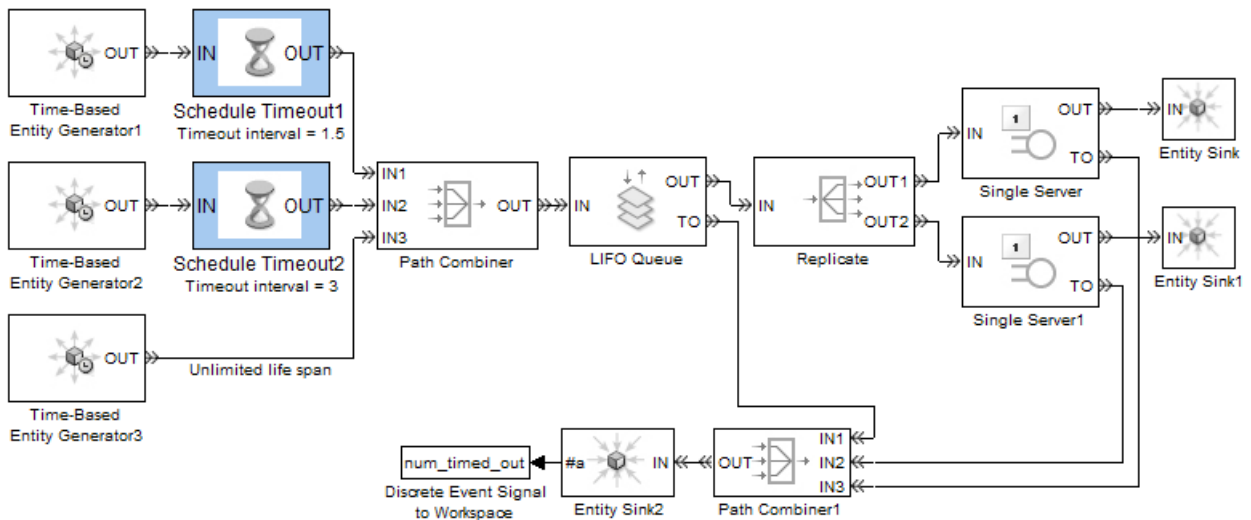 OUT
Time-Based
Entity Generator1
IN
OUT
Schedule Timeout1
Timeout interval = 1.5
OUT
Time-Based
Entity Generator2
IN
OUT
Schedule Timeout2
Timeout interval = 3
OUT
Time-Based
Entity Generator3
Unlimited life span
IN1
IN2
IN3
OUT
Path Combiner
IN
OUT
TO
LIFO Queue
IN
OUT1
OUT2
Replicate
IN
1
OUT
TO
Single Server
IN
Entity Sink
IN
1
OUT
TO
Single Server1
IN
Entity Sink1
num_timed_out
Discrete Event Signal
to Workspace
#a
IN
Entity Sink2
OUT
IN1
IN2
IN3
Path Combiner1